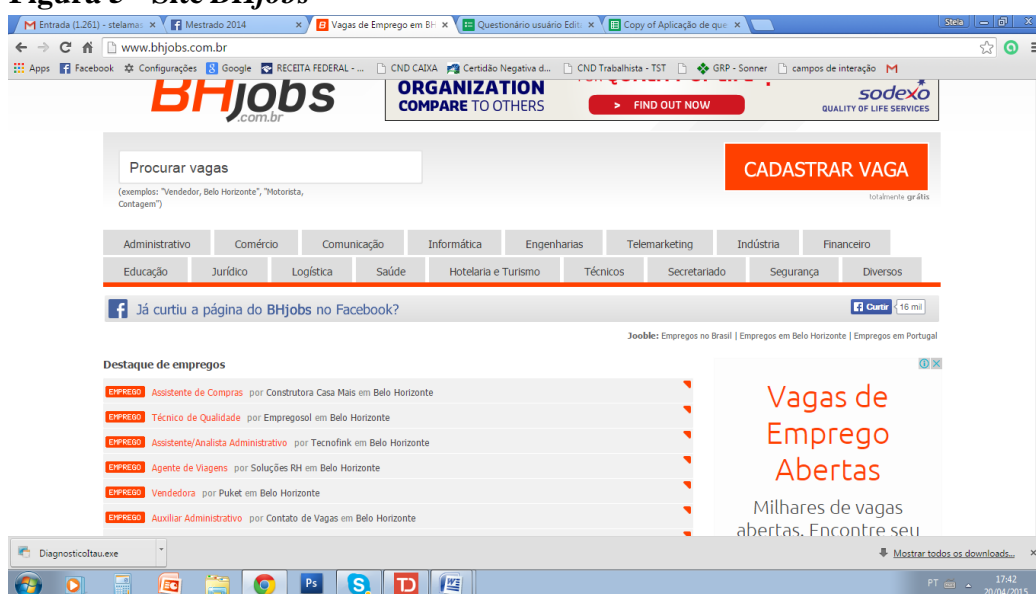 Entrada (1.261) - stelamas
Mestrado 2014
Vagas de Emprego em BH
Questionário usuário Edito
Copy of Aplicação de que
Stela
www.bhjobs.com.br
Apps
Facebook
Configurações
Google
RECEITA FEDERAL - ...
CND CAIXA
Certidão Negativa d...
CND Trabalhista - TST
GRP - Sonner
campos de interação
BHjobs
.com.br
ORGANIZATION
COMPARE TO OTHERS
> FIND OUT NOW
sodexo
QUALITY OF LIFE SERVICES
Procurar vagas
CADASTRAR VAGA
(exemplos: "Vendedor, Belo Horizonte", "Motorista,
Contagem")
totalmente grátis
Administrativo Comércio Comunicação Informática Engenharias Telemarketing Indústria Financeiro
Educação Jurídico Logística Saúde Hotelaria e Turismo Técnicos Secretariado Segurança Diversos
Já curtiu a página do BHjobs no Facebook?
Curtir
16 mil
Jooble: Empregos no Brasil | Empregos em Belo Horizonte | Empregos em Portugal
Destaque de empregos
EMPREGO Assistente de Compras por Construtora Casa Mais em Belo Horizonte
EMPREGO Técnico de Qualidade por Empregosol em Belo Horizonte
EMPREGO Assistente/Analista Administrativo por Tecnofink em Belo Horizonte
EMPREGO Agente de Viagens por Soluções RH em Belo Horizonte
EMPREGO Vendedora por Puket em Belo Horizonte
EMPREGO Auxiliar Administrativo por Contato de Vagas em Belo Horizonte
Vagas de
Emprego
Abertas
Milhares de vagas
abertas. Encontre seu
DiagnosticoItau.exe
Mostrar todos os downloads...
Ps
PT
17:42
20/04/2015